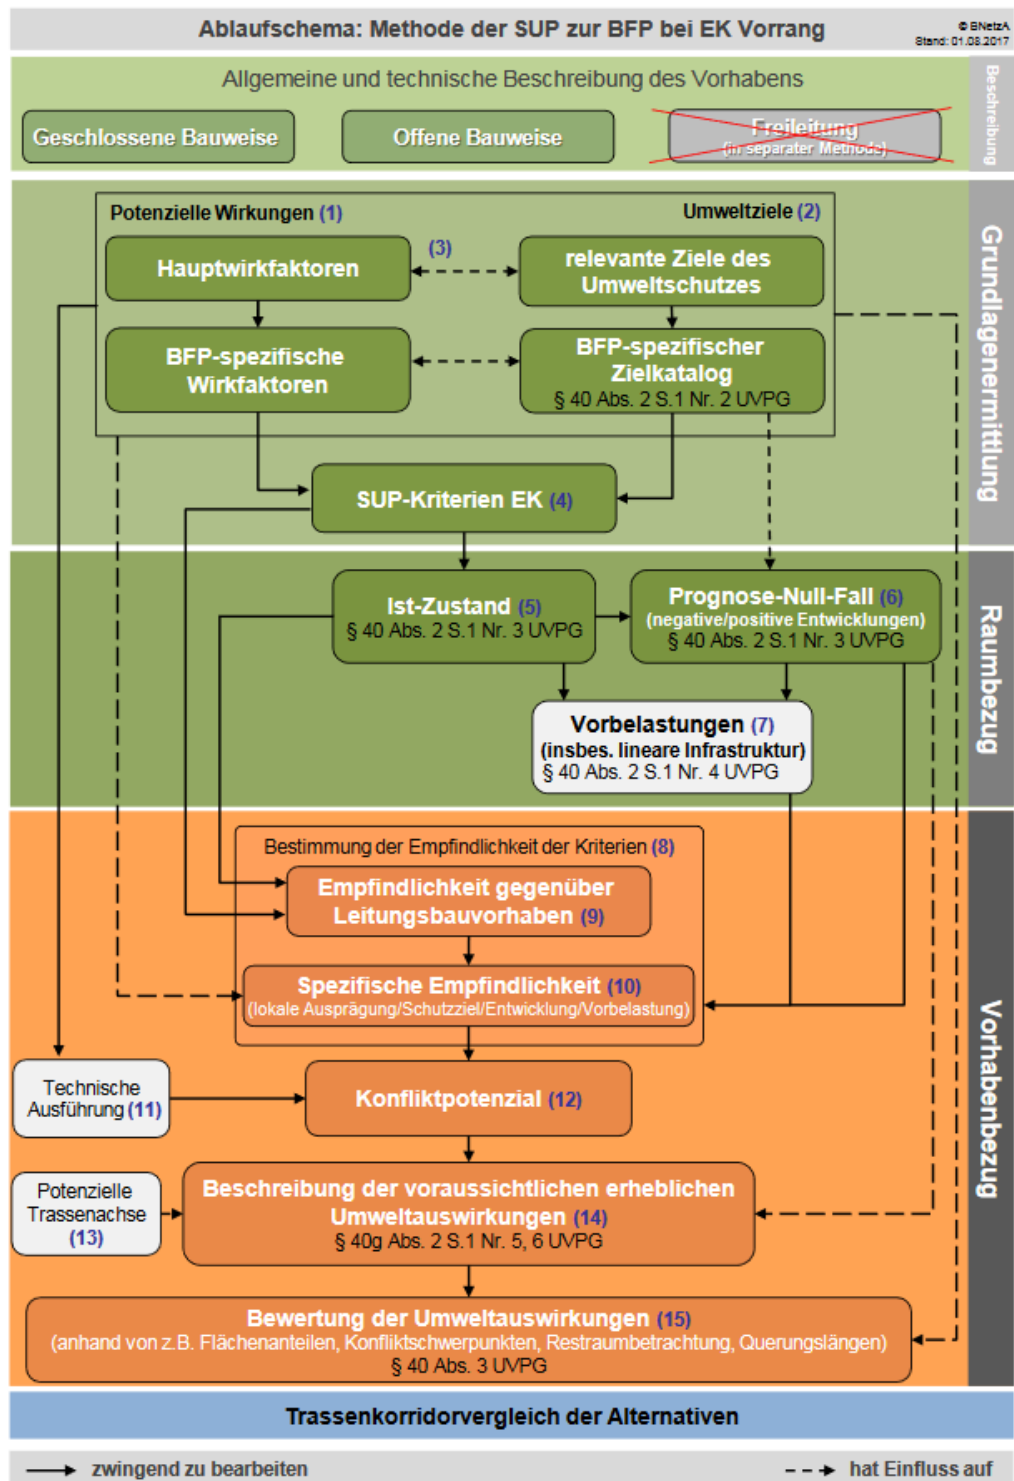 Ablaufschema: Methode der SUP zur BFP bei EK Vorrang
© BNetzA
Stand: 01.08.2017
Allgemeine und technische Beschreibung des Vorhabens
Beschreibung
Geschlossene Bauweise
Offene Bauweise
Freileitung
(in separater Methode)
Grundlagenermittlung
Potenzielle Wirkungen (1)
Umweltziele (2)
Hauptwirkfaktoren
(3)
relevante Ziele des
Umweltschutzes
BFP-spezifische
Wirkfaktoren
BFP-spezifischer
Zielkatalog
§ 40 Abs. 2 S.1 Nr. 2 UVPG
SUP-Kriterien EK (4)
Raumbezug
Ist-Zustand (5)
§ 40 Abs. 2 S.1 Nr. 3 UVPG
Prognose-Null-Fall (6)
(negative/positive Entwicklungen)
§ 40 Abs. 2 S.1 Nr. 3 UVPG
Vorbelastungen (7)
(insbes. lineare Infrastruktur)
§ 40 Abs. 2 S.1 Nr. 4 UVPG
Vorhabenbezug
Bestimmung der Empfindlichkeit der Kriterien (8)
Empfindlichkeit gegenüber
Leitungsbauvorhaben (9)
Spezifische Empfindlichkeit (10)
(lokale Ausprägung/Schutzziel/Entwicklung/Vorbelastung)
Technische
Ausführung (11)
Konfliktpotenzial (12)
Potenzielle
Trassenachse
(13)
Beschreibung der voraussichtlichen erheblichen
Umweltauswirkungen (14)
§ 40g Abs. 2 S.1 Nr. 5, 6 UVPG
Bewertung der Umweltauswirkungen (15)
(anhand von z.B. Flächenanteilen, Konfliktschwerpunkten, Restraumbetrachtung, Querungslängen)
§ 40 Abs. 3 UVPG
Trassenkorridorvergleich der Alternativen
zwingend zu bearbeiten
hat Einfluss auf